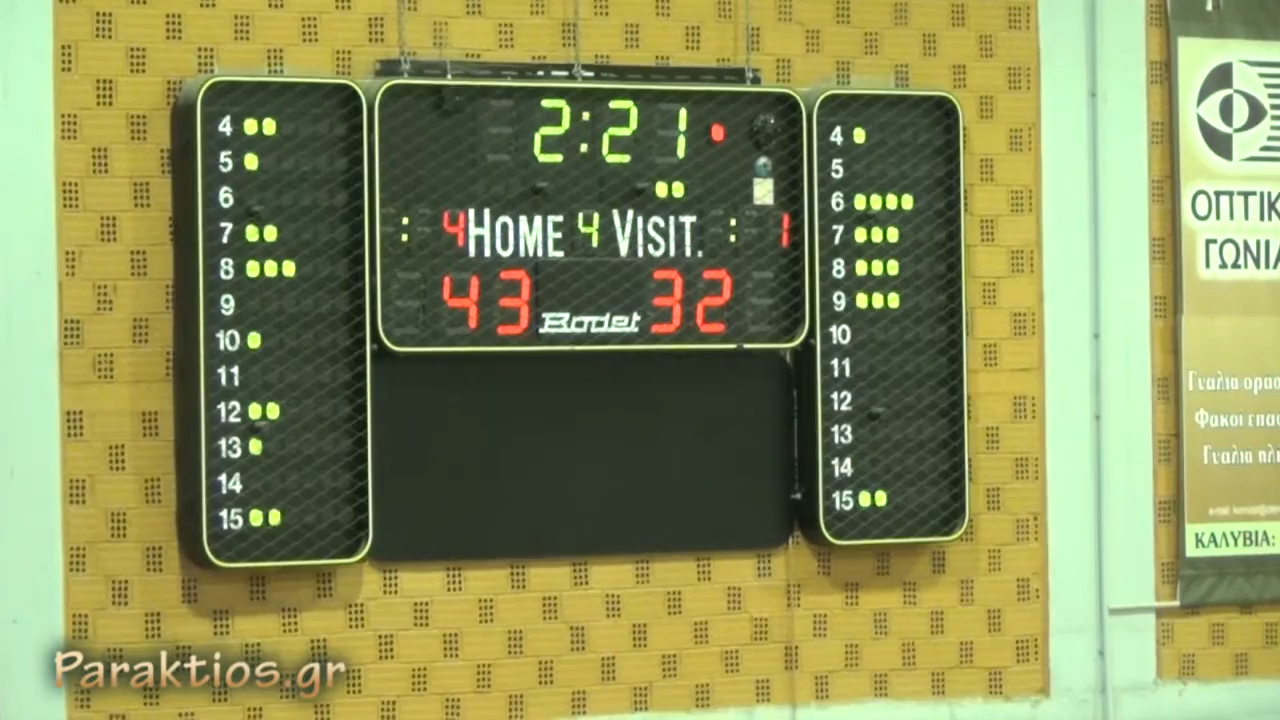 4
5
6
7
8
9
10
11
12
13
14
15
2:21
: 4 HOME 4 VISIT. : 1
43 Bodet 32
4
5
6
7
8
9
10
11
12
13
14
15
ΟΠΤΙΚ
ΓΩΝΙΑ
Γυαλια ορασ
Φακοι επα
Γυαλια ηλι
ΚΑΛΥΒΙΑ:
Paraktios.gr